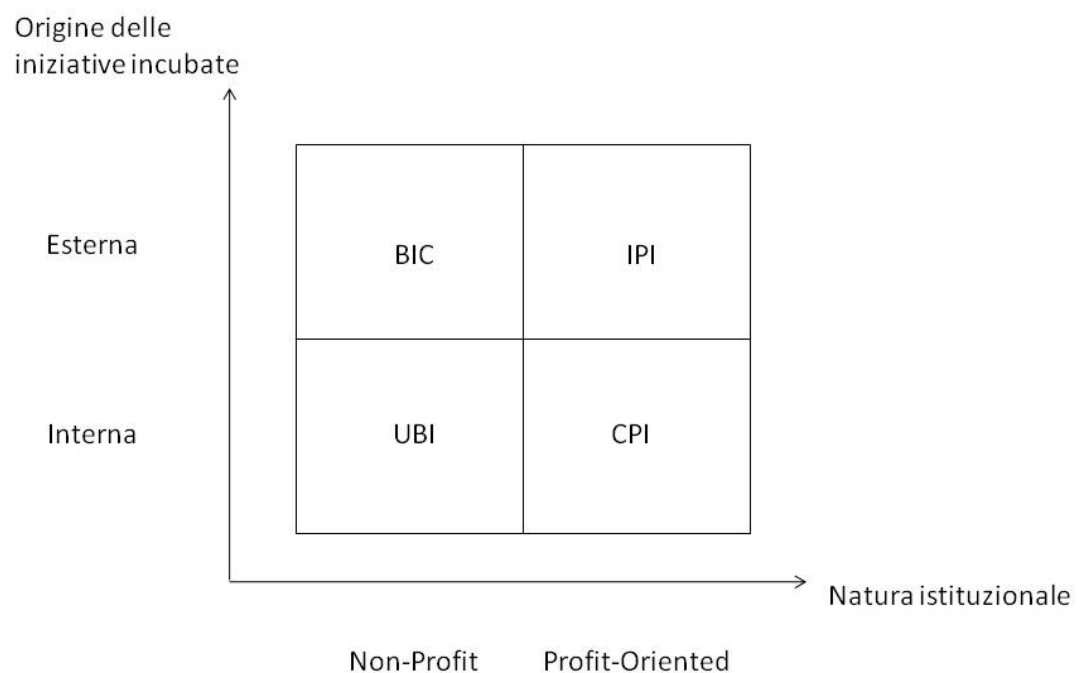 Origine delle
iniziative incubate
Esterna
BIC
IPI
Interna
UBI
CPI
Natura istituzionale
Non-Profit
Profit-Oriented